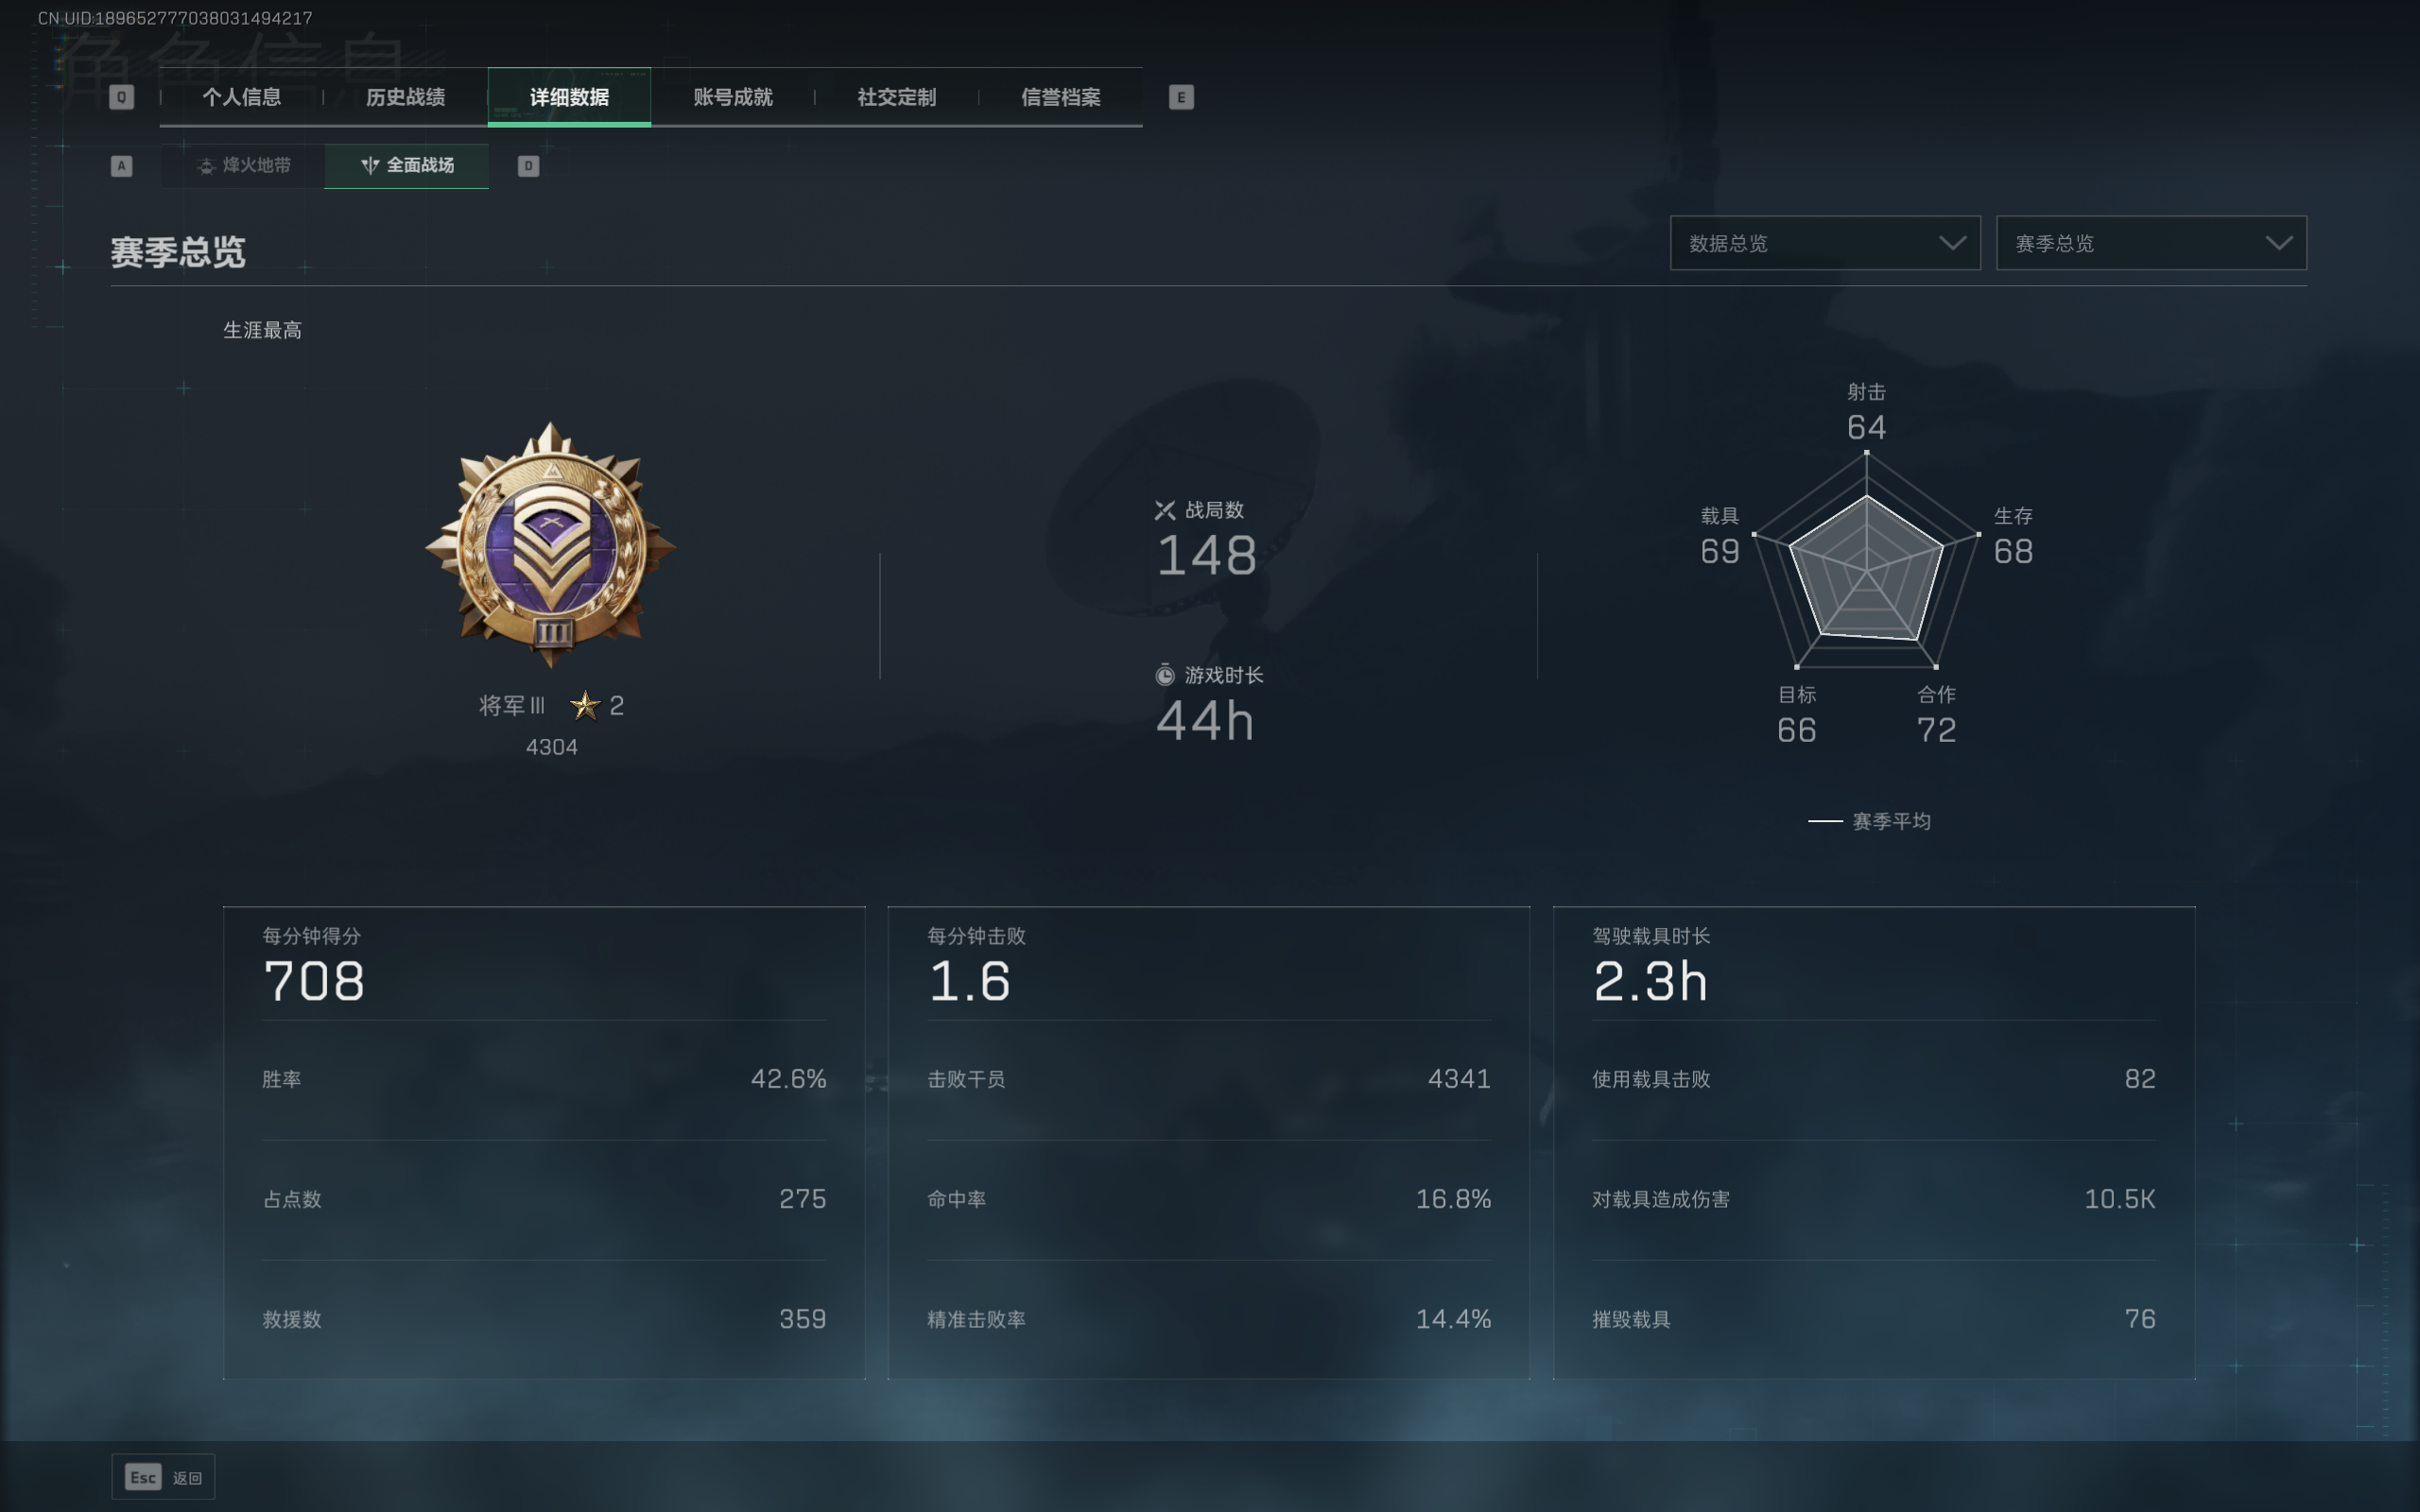 CN UID:189652777038031494217
角色信息
Q 个人信息 历史战绩 详细数据 账号成就 社交定制 信誉档案 E
A 烽火地带 全面战场 D
赛季总览 数据总览 赛季总览
生涯最高
III
将军III 2
4304
战局数
148
游戏时长
44h
射击
64
载具
69
生存
68
目标
66
合作
72
赛季平均
每分钟得分
708
胜率 42.6%
占点数 275
救援数 359
每分钟击败
1.6
击败干员 4341
命中率 16.8%
精准击败率 14.4%
驾驶载具时长
2.3h
使用载具击败 82
对载具造成伤害 10.5K
摧毁载具 76
Esc 返回